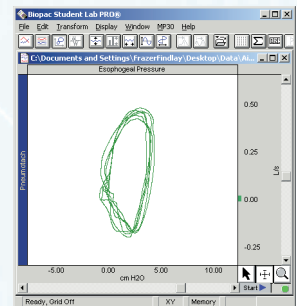 Biopac Student Lab PRO®
File Edit Transform Display Window MP30 Help
C:\Documents and Settings\FrazerFindlay\Desktop\Data\Ai...
Esophogeal Pressure
Pneumotach
0.50
0.25
0.00
-0.25
L/s
-5.00 0.00 5.00 10.00
cm H2O
Start
Ready, Grid Off XY Memory